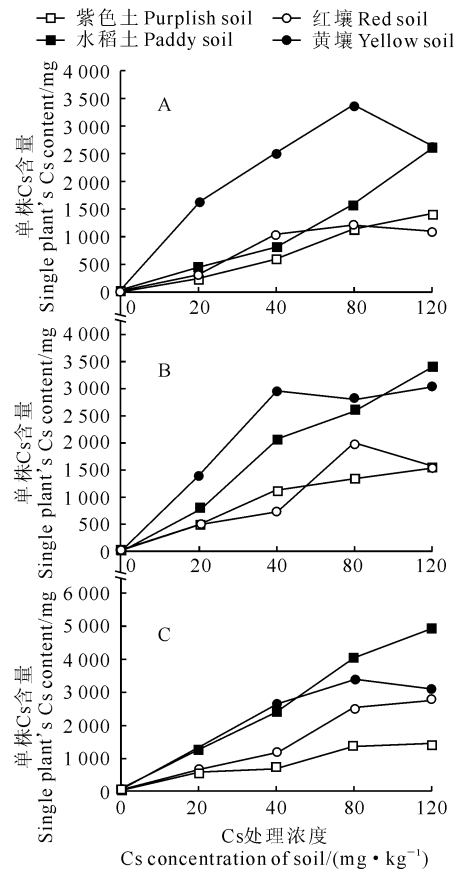 紫色土 Purplish soil
红壤 Red soil
水稻土 Paddy soil
黄壤 Yellow soil
A
单株Cs含量
Single plant's Cs content/mg
4 000
3 500
3 000
2 500
2 000
1 500
1 000
500
0
0 20 40 80 120
B
单株Cs含量
Single plant's Cs content/mg
4 000
3 000
3 000
2 500
2 000
1 500
1 000
500
0
0 20 40 80 120
C
单株Cs含量
Single plant's Cs content/mg
6 000
5 000
4 000
3 000
2 000
1 000
0
0 20 40 80 120
Cs处理浓度
Cs concentration of soil/(mg·kg⁻¹)